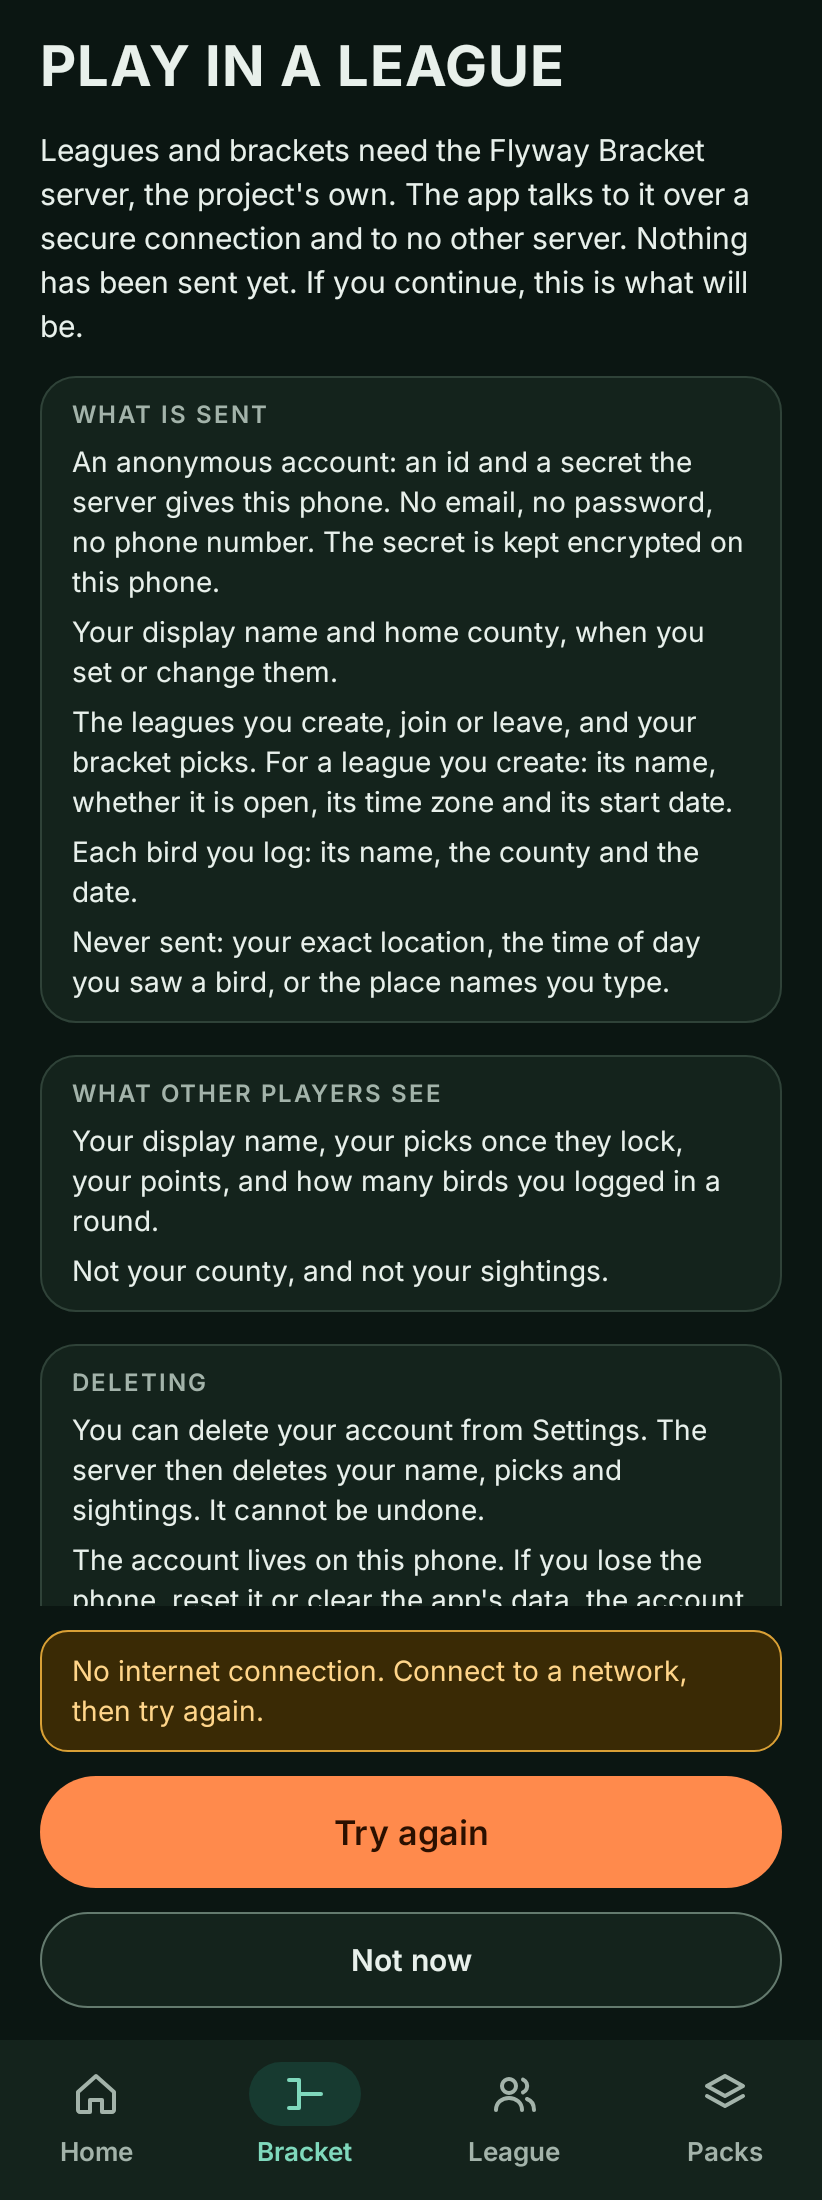 PLAY IN A LEAGUE
Leagues and brackets need the Flyway Bracket
server, the project's own. The app talks to it over a
secure connection and to no other server. Nothing
has been sent yet. If you continue, this is what will
be.
WHAT IS SENT
An anonymous account: an id and a secret the
server gives this phone. No email, no password,
no phone number. The secret is kept encrypted on
this phone.
Your display name and home county, when you
set or change them.
The leagues you create, join or leave, and your
bracket picks. For a league you create: its name,
whether it is open, its time zone and its start date.
Each bird you log: its name, the county and the
date.
Never sent: your exact location, the time of day
you saw a bird, or the place names you type.
WHAT OTHER PLAYERS SEE
Your display name, your picks once they lock,
your points, and how many birds you logged in a
round.
Not your county, and not your sightings.
DELETING
You can delete your account from Settings. The
server then deletes your name, picks and
sightings. It cannot be undone.
The account lives on this phone. If you lose the
phone, reset it or clear the app's data, the account
No internet connection. Connect to a network,
then try again.
Try again
Not now
Home
Bracket
League
Packs